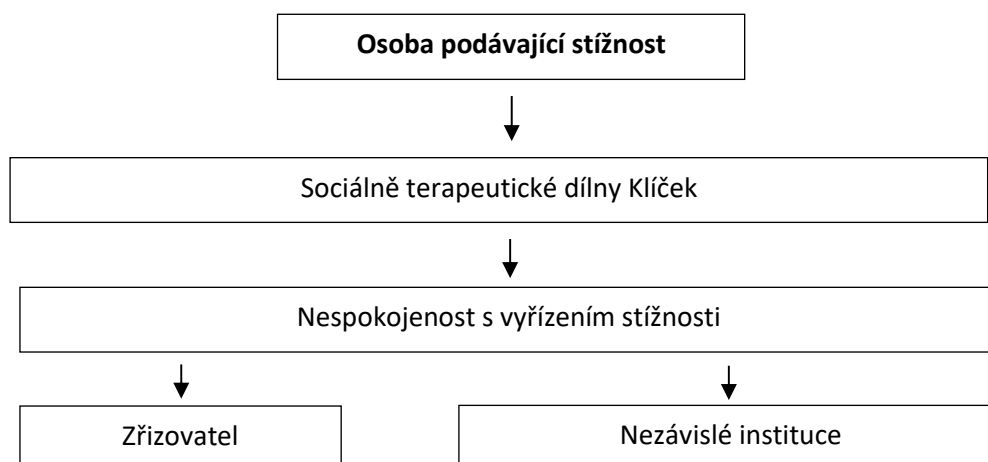 Osoba podávající stížnost
Sociálně terapeutické dílny Klíček
Nespokojenost s vyřízením stížnosti
Zřizovatel
Nezávislé instituce